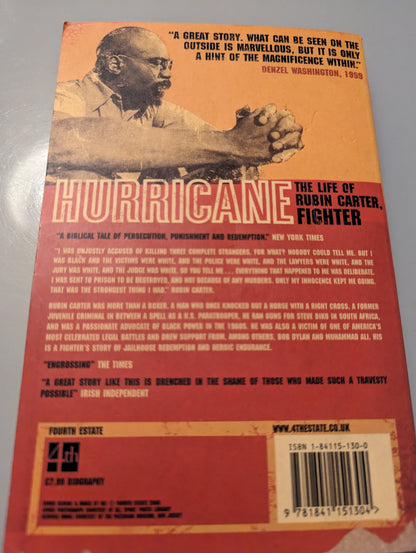 "A GREAT STORY. WHAT CAN BE SEEN ON THE
OUTSIDE IS MARVELLOUS, BUT IT IS ONLY
A HINT OF THE MAGNIFICENCE WITHIN."
DENZEL WASHINGTON, 1999
HURRICANE
THE LIFE OF
RUBIN CARTER,
FIGHTER
"A BIBLICAL TALE OF PERSECUTION, PUNISHMENT AND REDEMPTION." NEW YORK TIMES
"I WAS UNJUSTLY ACCUSED OF KILLING THREE COMPLETE STRANGERS. FOR WHAT? NOBODY COULD TELL ME. BUT I
WAS BLACK AND THE VICTIMS WERE WHITE, AND THE POLICE WERE WHITE, AND THE LAWYERS WERE WHITE, AND THE
JURY WAS WHITE, AND THE JUDGE WAS WHITE. SO YOU TELL ME . . . EVERYTHING THAT HAPPENED TO ME WAS DELIBERATE.
I WAS SENT TO PRISON TO BE DESTROYED, AND NOT BECAUSE OF ANY MURDERS. ONLY MY INNOCENCE KEPT ME GOING.
THAT WAS THE STRONGEST THING I HAD." RUBIN CARTER.
RUBIN CARTER WAS MORE THAN A BOXER. A MAN WHO ONCE KNOCKED OUT A HORSE WITH A RIGHT CROSS, A FORMER
JUVENILE CRIMINAL IN BETWEEN A SPELL AS A U.S. PARATROOPER, HE RAN GUNS FOR STEVE BIKO IN SOUTH AFRICA,
AND WAS A PASSIONATE ADVOCATE OF BLACK POWER IN THE 1960S. HE WAS ALSO A VICTIM OF ONE OF AMERICA'S
MOST CELEBRATED LEGAL BATTLES AND DREW SUPPORT FROM, AMONG OTHERS, BOB DYLAN AND MUHAMMAD ALI. HIS
IS A FIGHTER'S STORY OF JAILHOUSE REDEMPTION AND HEROIC ENDURANCE.
"ENGROSSING" THE TIMES
"A GREAT STORY LIKE THIS IS DRENCHED IN THE SHAME OF THOSE WHO MADE SUCH A TRAVESTY
POSSIBLE" IRISH INDEPENDENT
FOURTH ESTATE
WWW.4THESTATE.CO.UK
4th
£7.99 BIOGRAPHY
ISBN 1-84115-130-0
9 781841 151304